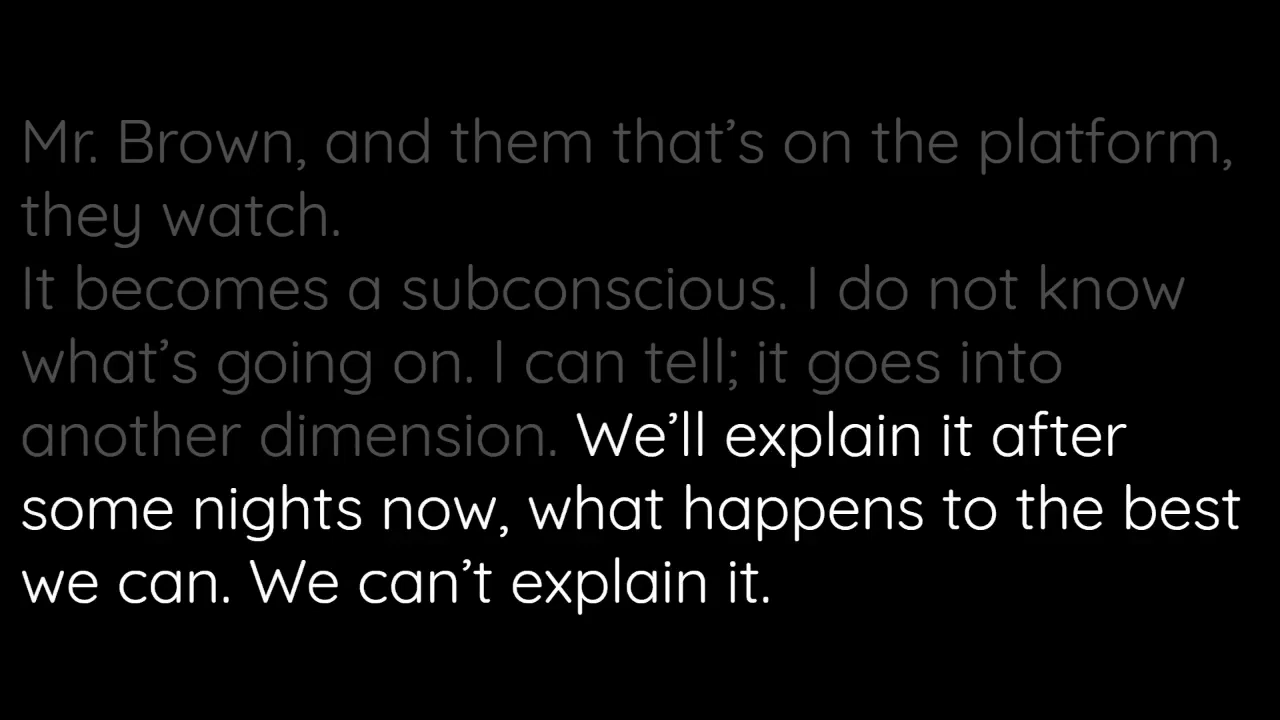 Mr. Brown, and them that’s on the platform,
they watch.
It becomes a subconscious. I do not know
what’s going on. I can tell; it goes into
another dimension. We’ll explain it after
some nights now, what happens to the best
we can. We can’t explain it.